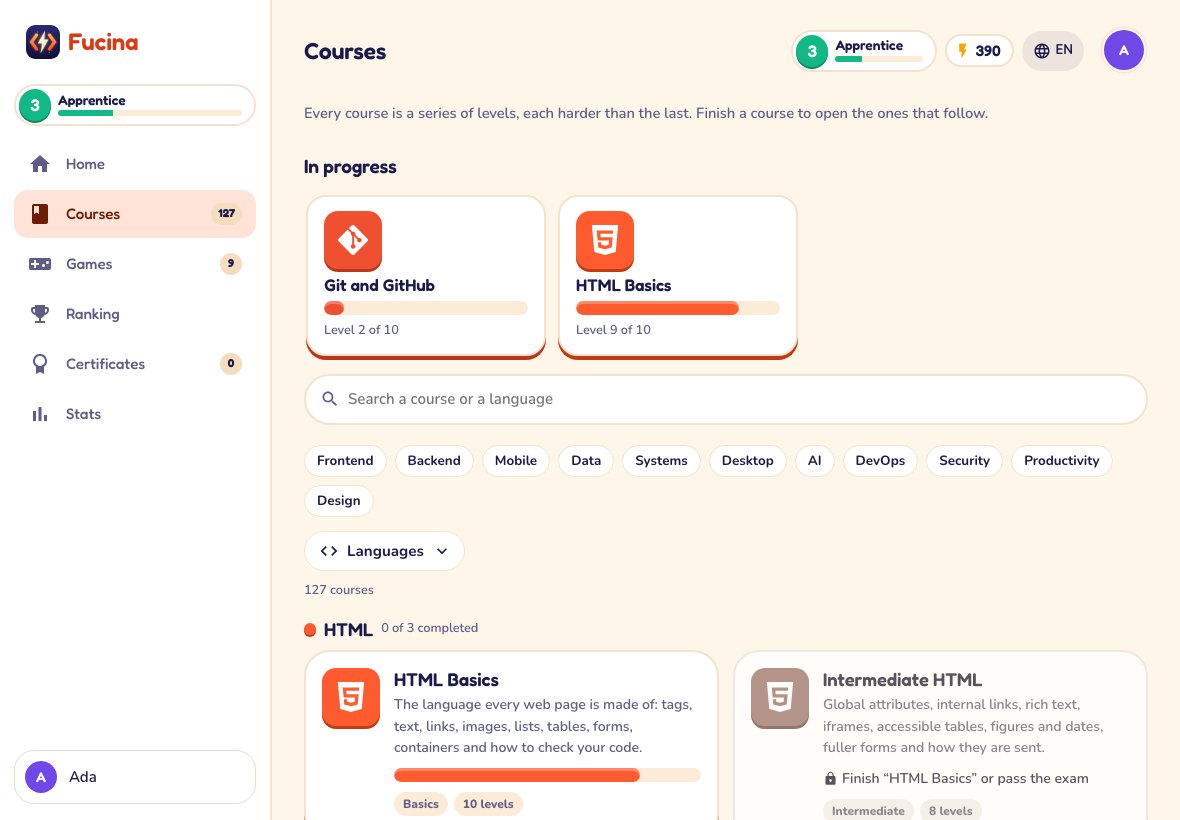 Fucina
3 Apprentice
Home
Courses 127
Games 9
Ranking
Certificates 0
Stats
A Ada
Courses
3 Apprentice
390
EN
A
Every course is a series of levels, each harder than the last. Finish a course to open the ones that follow.
In progress
Git and GitHub
Level 2 of 10
HTML Basics
Level 9 of 10
Search a course or a language
Frontend Backend Mobile Data Systems Desktop AI DevOps Security Productivity
Design
Languages
127 courses
HTML 0 of 3 completed
HTML Basics
The language every web page is made of: tags,
text, links, images, lists, tables, forms,
containers and how to check your code.
Basics 10 levels
Intermediate HTML
Global attributes, internal links, rich text,
iframes, accessible tables, figures and dates,
fuller forms and how they are sent.
Finish “HTML Basics” or pass the exam
Intermediate 8 levels